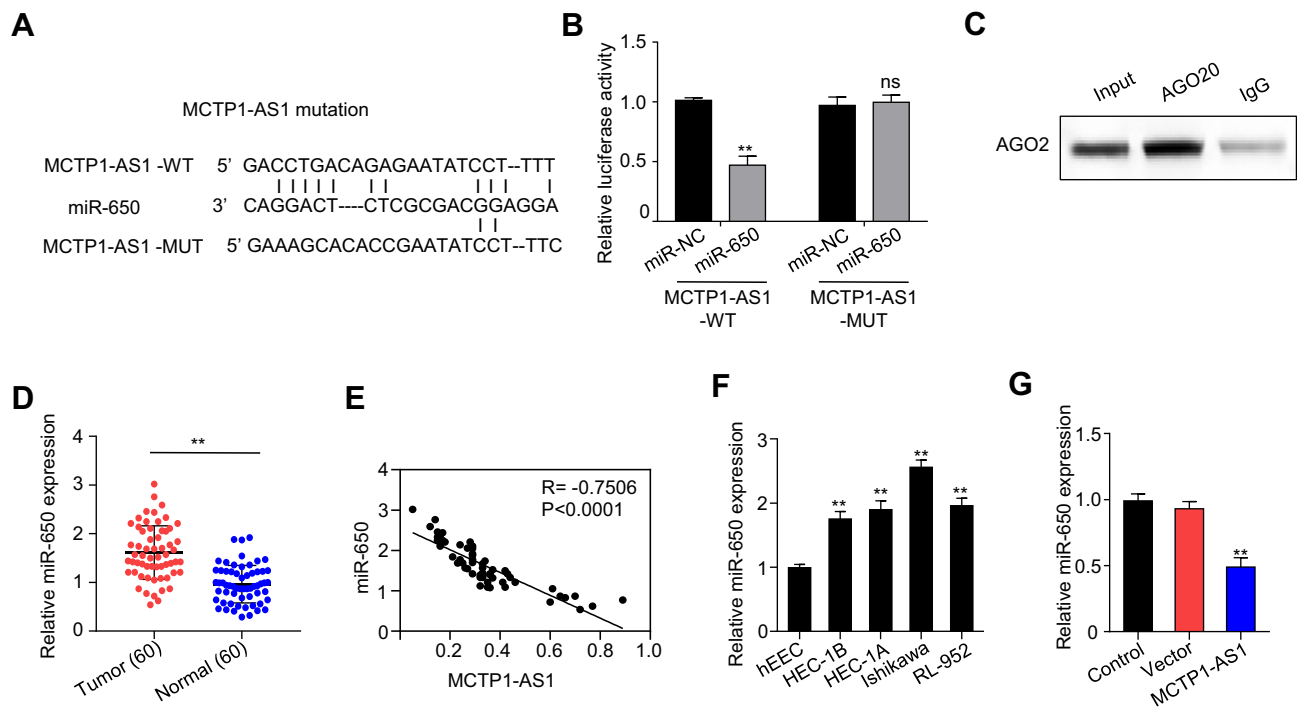 A
MCTP1-AS1 mutation
MCTP1-AS1 -WT 5’ GACCTGACAGAGAATATCCT--TTT
miR-650 3’ CAGGACT----CTCGCGACGGAGGA
MCTP1-AS1 -MUT 5’ GAAAGCACACCGAATATCCT--TTC
B
Relative luciferase activity
1.5
1.0
0.5
0
**
ns
miR-NC
miR-650
miR-NC
miR-650
MCTP1-AS1
-WT
MCTP1-AS1
-MUT
C
Input AGO20 IgG
AGO2
D
Relative miR-650 expression
4
3
2
1
0
**
Tumor (60)
Normal (60)
E
miR-650
4
3
2
1
0
R= -0.7506
P<0.0001
0.2 0.4 0.6 0.8 1.0
MCTP1-AS1
F
Relative miR-650 expression
3
2
1
0
**
**
**
**
hEEC
HEC-1B
HEC-1A
Ishikawa
RL-952
G
Relative miR-650 expression
1.5
1.0
0.5
0
**
Control
Vector
MCTP1-AS1